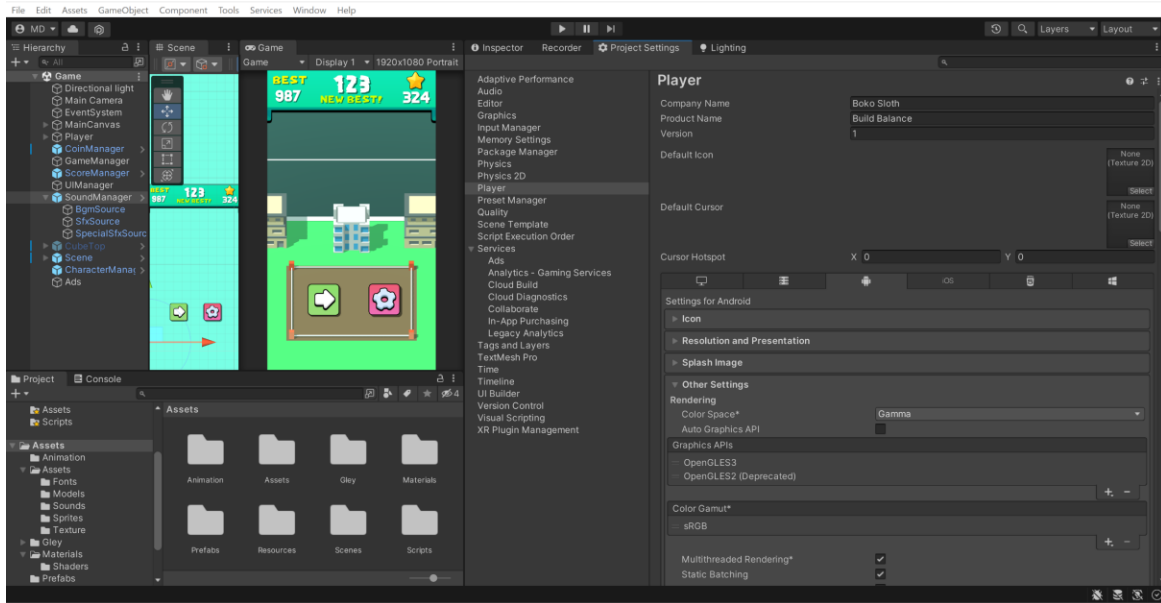 File Edit Assets GameObject Component Tools Services Window Help
MD
Layers Layout
Hierarchy
All
Game
Directional light
Main Camera
EventSystem
MainCanvas
Player
CoinManager
GameManager
ScoreManager
UIManager
SoundManager
BgmSource
SfxSource
SpecialSfxSourc
CubeTop
Scene
CharacterManag
Ads
Scene
BEST 123
987 NEW BEST! 324
Game
Game Display 1 1920x1080 Portrait
BEST 123
987 NEW BEST! 324
Inspector Recorder Project Settings Lighting
Adaptive Performance
Audio
Editor
Graphics
Input Manager
Memory Settings
Package Manager
Physics
Physics 2D
Player
Preset Manager
Quality
Scene Template
Script Execution Order
Services
Ads
Analytics - Gaming Services
Cloud Build
Cloud Diagnostics
Collaborate
In-App Purchasing
Legacy Analytics
Tags and Layers
TextMesh Pro
Time
Timeline
UI Builder
Version Control
Visual Scripting
XR Plugin Management
Player
Company Name Boko Sloth
Product Name Build Balance
Version 1
Default Icon
None
(Texture 2D)
Select
Default Cursor
None
(Texture 2D)
Select
Cursor Hotspot X 0 Y 0
iOS
Settings for Android
Icon
Resolution and Presentation
Splash Image
Other Settings
Rendering
Color Space* Gamma
Auto Graphics API
Graphics APIs
OpenGLES3
OpenGLES2 (Deprecated)
Color Gamut*
sRGB
Multithreaded Rendering*
Static Batching
Project Console
4
Assets
Scripts
Assets
Animation
Assets
Fonts
Models
Sounds
Sprites
Texture
Gley
Materials
Shaders
Prefabs
Assets
Animation Assets Gley Materials
Prefabs Resources Scenes Scripts